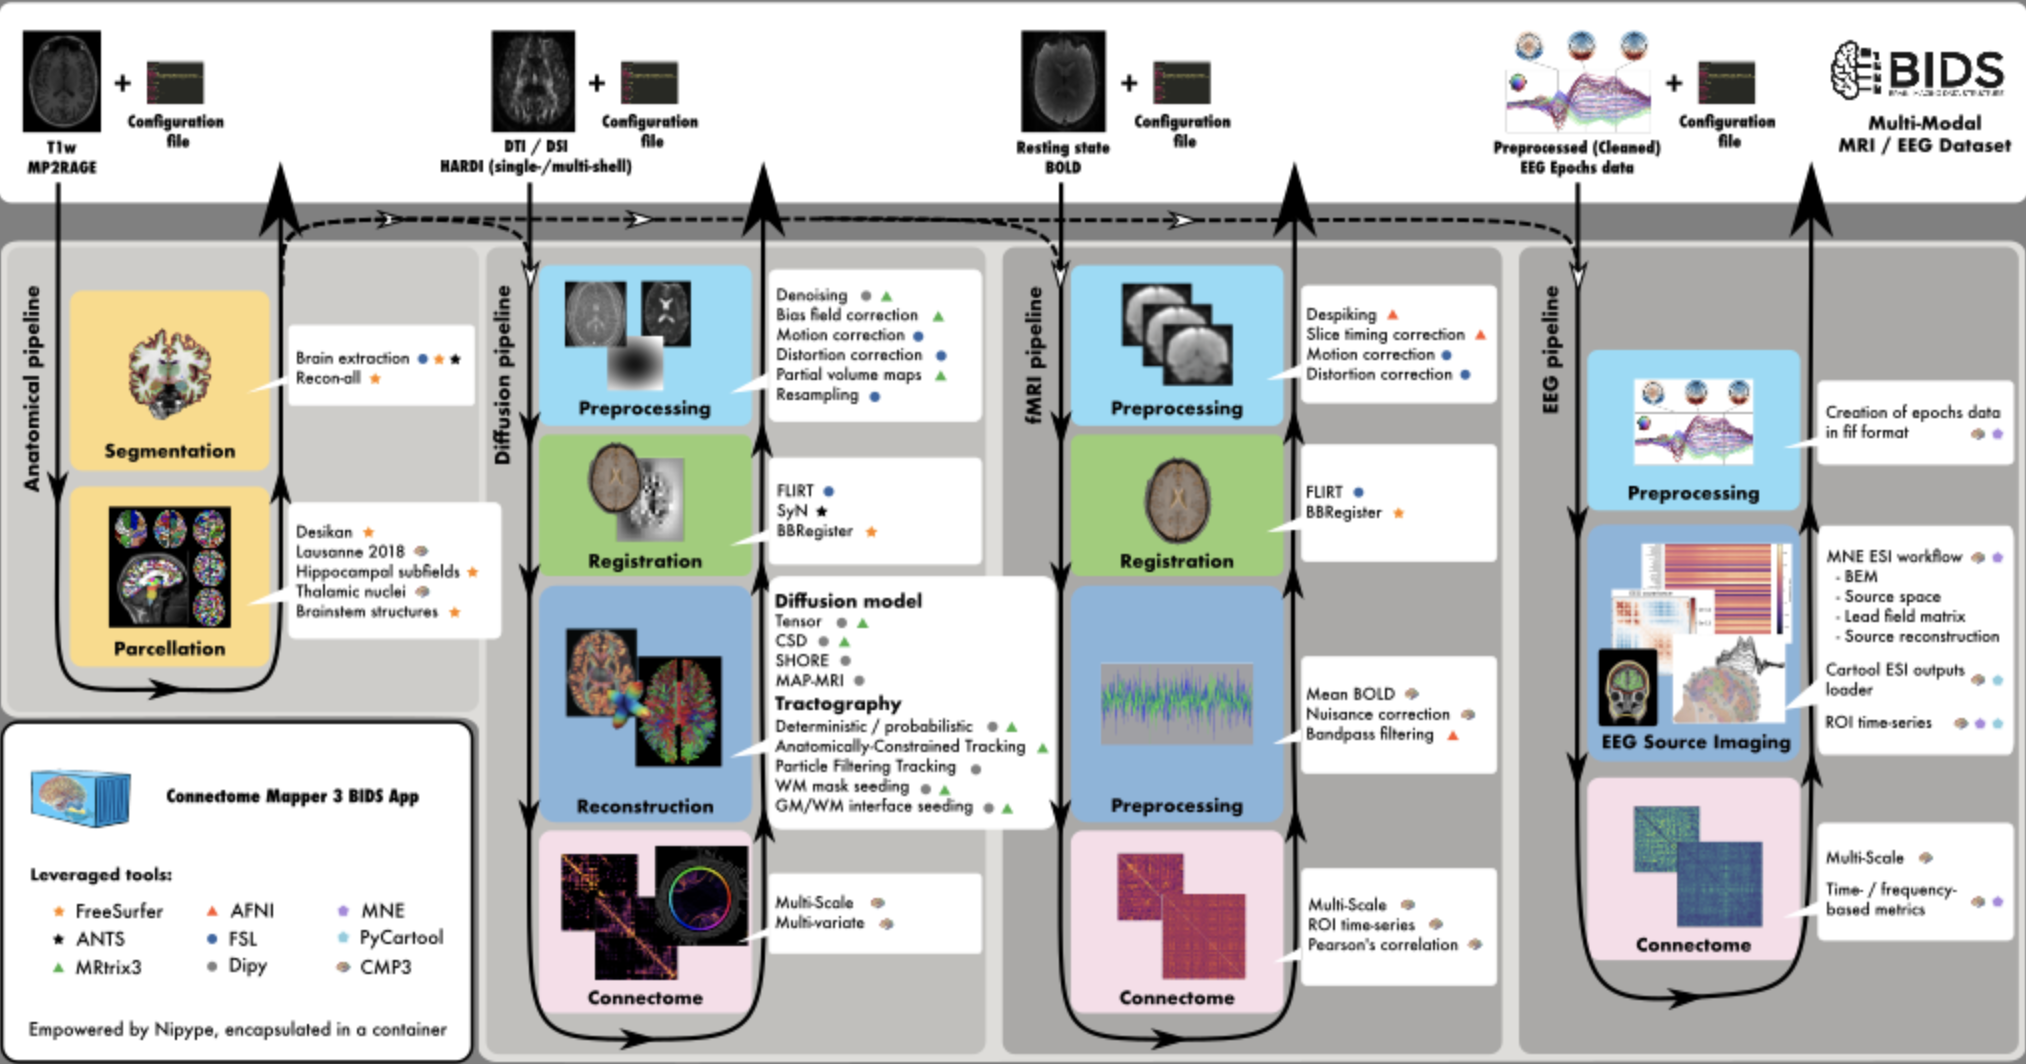 T1w
MP2RAGE
+
Configuration
file
DTI / DSI
HARDI (single-/multi-shell)
+
Configuration
file
Resting state
BOLD
+
Configuration
file
Preprocessed (Cleaned)
EEG Epochs data
+
Configuration
file
BIDS
BRAIN IMAGING DATA STRUCTURE
Multi-Modal
MRI / EEG Dataset
Anatomical pipeline
Segmentation
Brain extraction
Recon-all
Parcellation
Desikan
Lausanne 2018
Hippocampal subfields
Thalamic nuclei
Brainstem structures
Diffusion pipeline
Preprocessing
Denoising
Bias field correction
Motion correction
Distortion correction
Partial volume maps
Resampling
Registration
FLIRT
SyN
BBRegister
Reconstruction
Diffusion model
Tensor
CSD
SHORE
MAP-MRI
Tractography
Deterministic / probabilistic
Anatomically-Constrained Tracking
Particle Filtering Tracking
WM mask seeding
GM/WM interface seeding
Connectome
Multi-Scale
Multi-variate
fMRI pipeline
Preprocessing
Despiking
Slice timing correction
Motion correction
Distortion correction
Registration
FLIRT
BBRegister
Preprocessing
Mean BOLD
Nuisance correction
Bandpass filtering
Connectome
Multi-Scale
ROI time-series
Pearson's correlation
EEG pipeline
Preprocessing
Creation of epochs data
in fif format
EEG Source Imaging
MNE ESI workflow
- BEM
- Source space
- Lead field matrix
- Source reconstruction
Cartool ESI outputs
loader
ROI time-series
Connectome
Multi-Scale
Time- / frequency-
based metrics
Connectome Mapper 3 BIDS App
Leveraged tools:
FreeSurfer
AFNI
MNE
ANTS
FSL
PyCartool
MRtrix3
Dipy
CMP3
Empowered by Nipype, encapsulated in a container